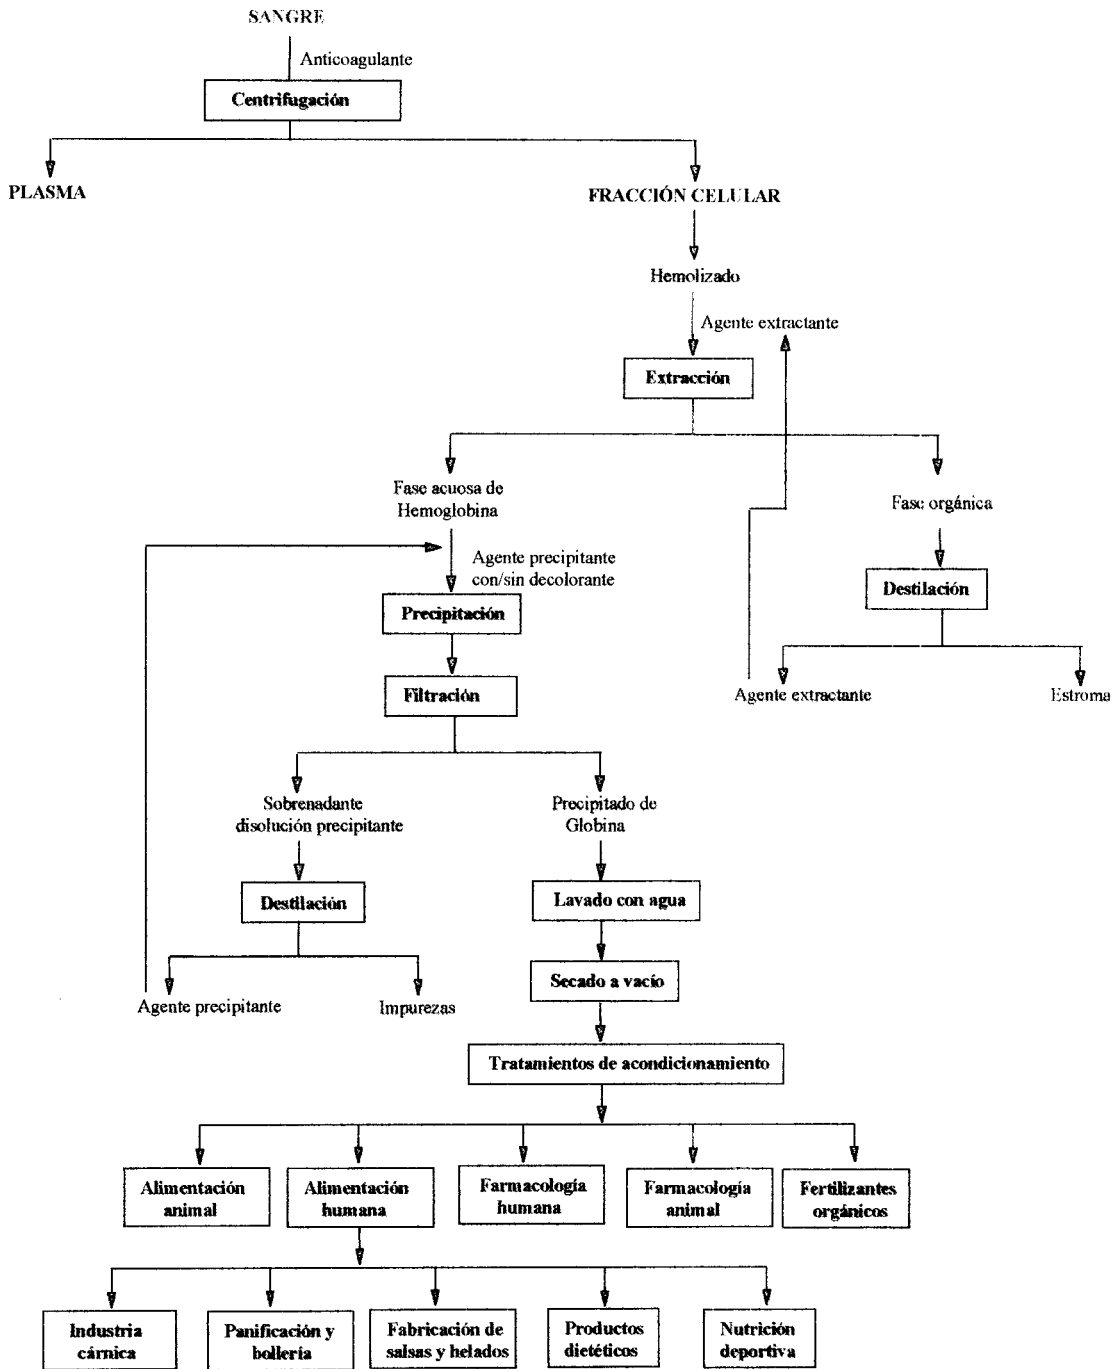 SANGRE
Anticoagulante
Centrifugación
PLASMA
FRACCIÓN CELULAR
Hemolizado
Agente extractante
Extracción
Fase acuosa de
Hemoglobina
Fase orgánica
Agente precipitante
con/sin decolorante
Destilación
Precipitación
Filtración
Agente extractante
Estroma
Sobrenadante
disolución precipitante
Precipitado de
Globina
Destilación
Lavado con agua
Secado a vacío
Agente precipitante
Impurezas
Tratamientos de acondicionamiento
Alimentación
animal
Alimentación
humana
Farmacología
humana
Farmacología
animal
Fertilizantes
orgánicos
Industria
cárnica
Panificación y
bollería
Fabricación de
salsas y helados
Productos
dietéticos
Nutrición
deportiva